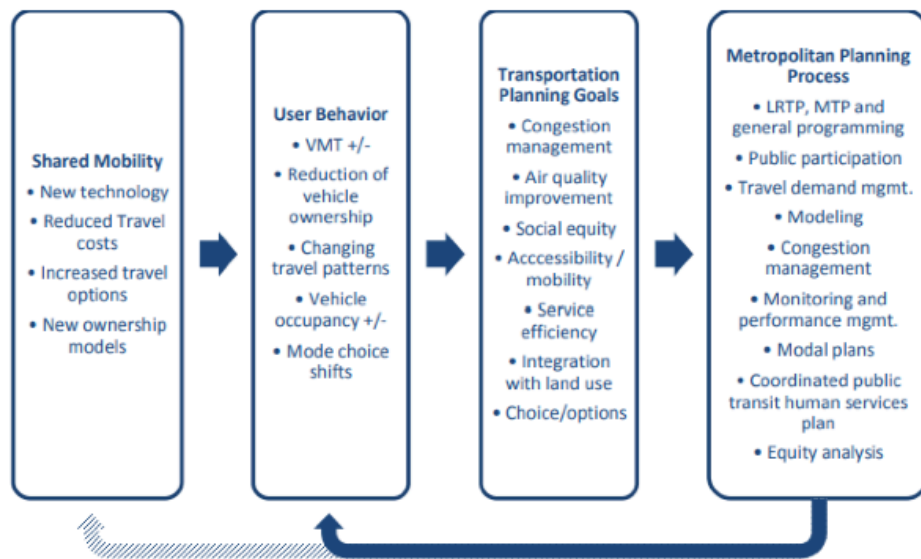 Shared Mobility
• New technology
• Reduced Travel
costs
• Increased travel
options
• New ownership
models
User Behavior
• VMT +/-
• Reduction of
vehicle
ownership
• Changing
travel patterns
• Vehicle
occupancy +/-
• Mode choice
shifts
Transportation
Planning Goals
• Congestion
management
• Air quality
improvement
• Social equity
• Acccessibility /
mobility
• Service
efficiency
• Integration
with land use
• Choice/options
Metropolitan Planning
Process
• LRTP, MTP and
general programming
• Public participation
• Travel demand mgmt.
• Modeling
• Congestion
management
• Monitoring and
performance mgmt.
• Modal plans
• Coordinated public
transit human services
plan
• Equity analysis